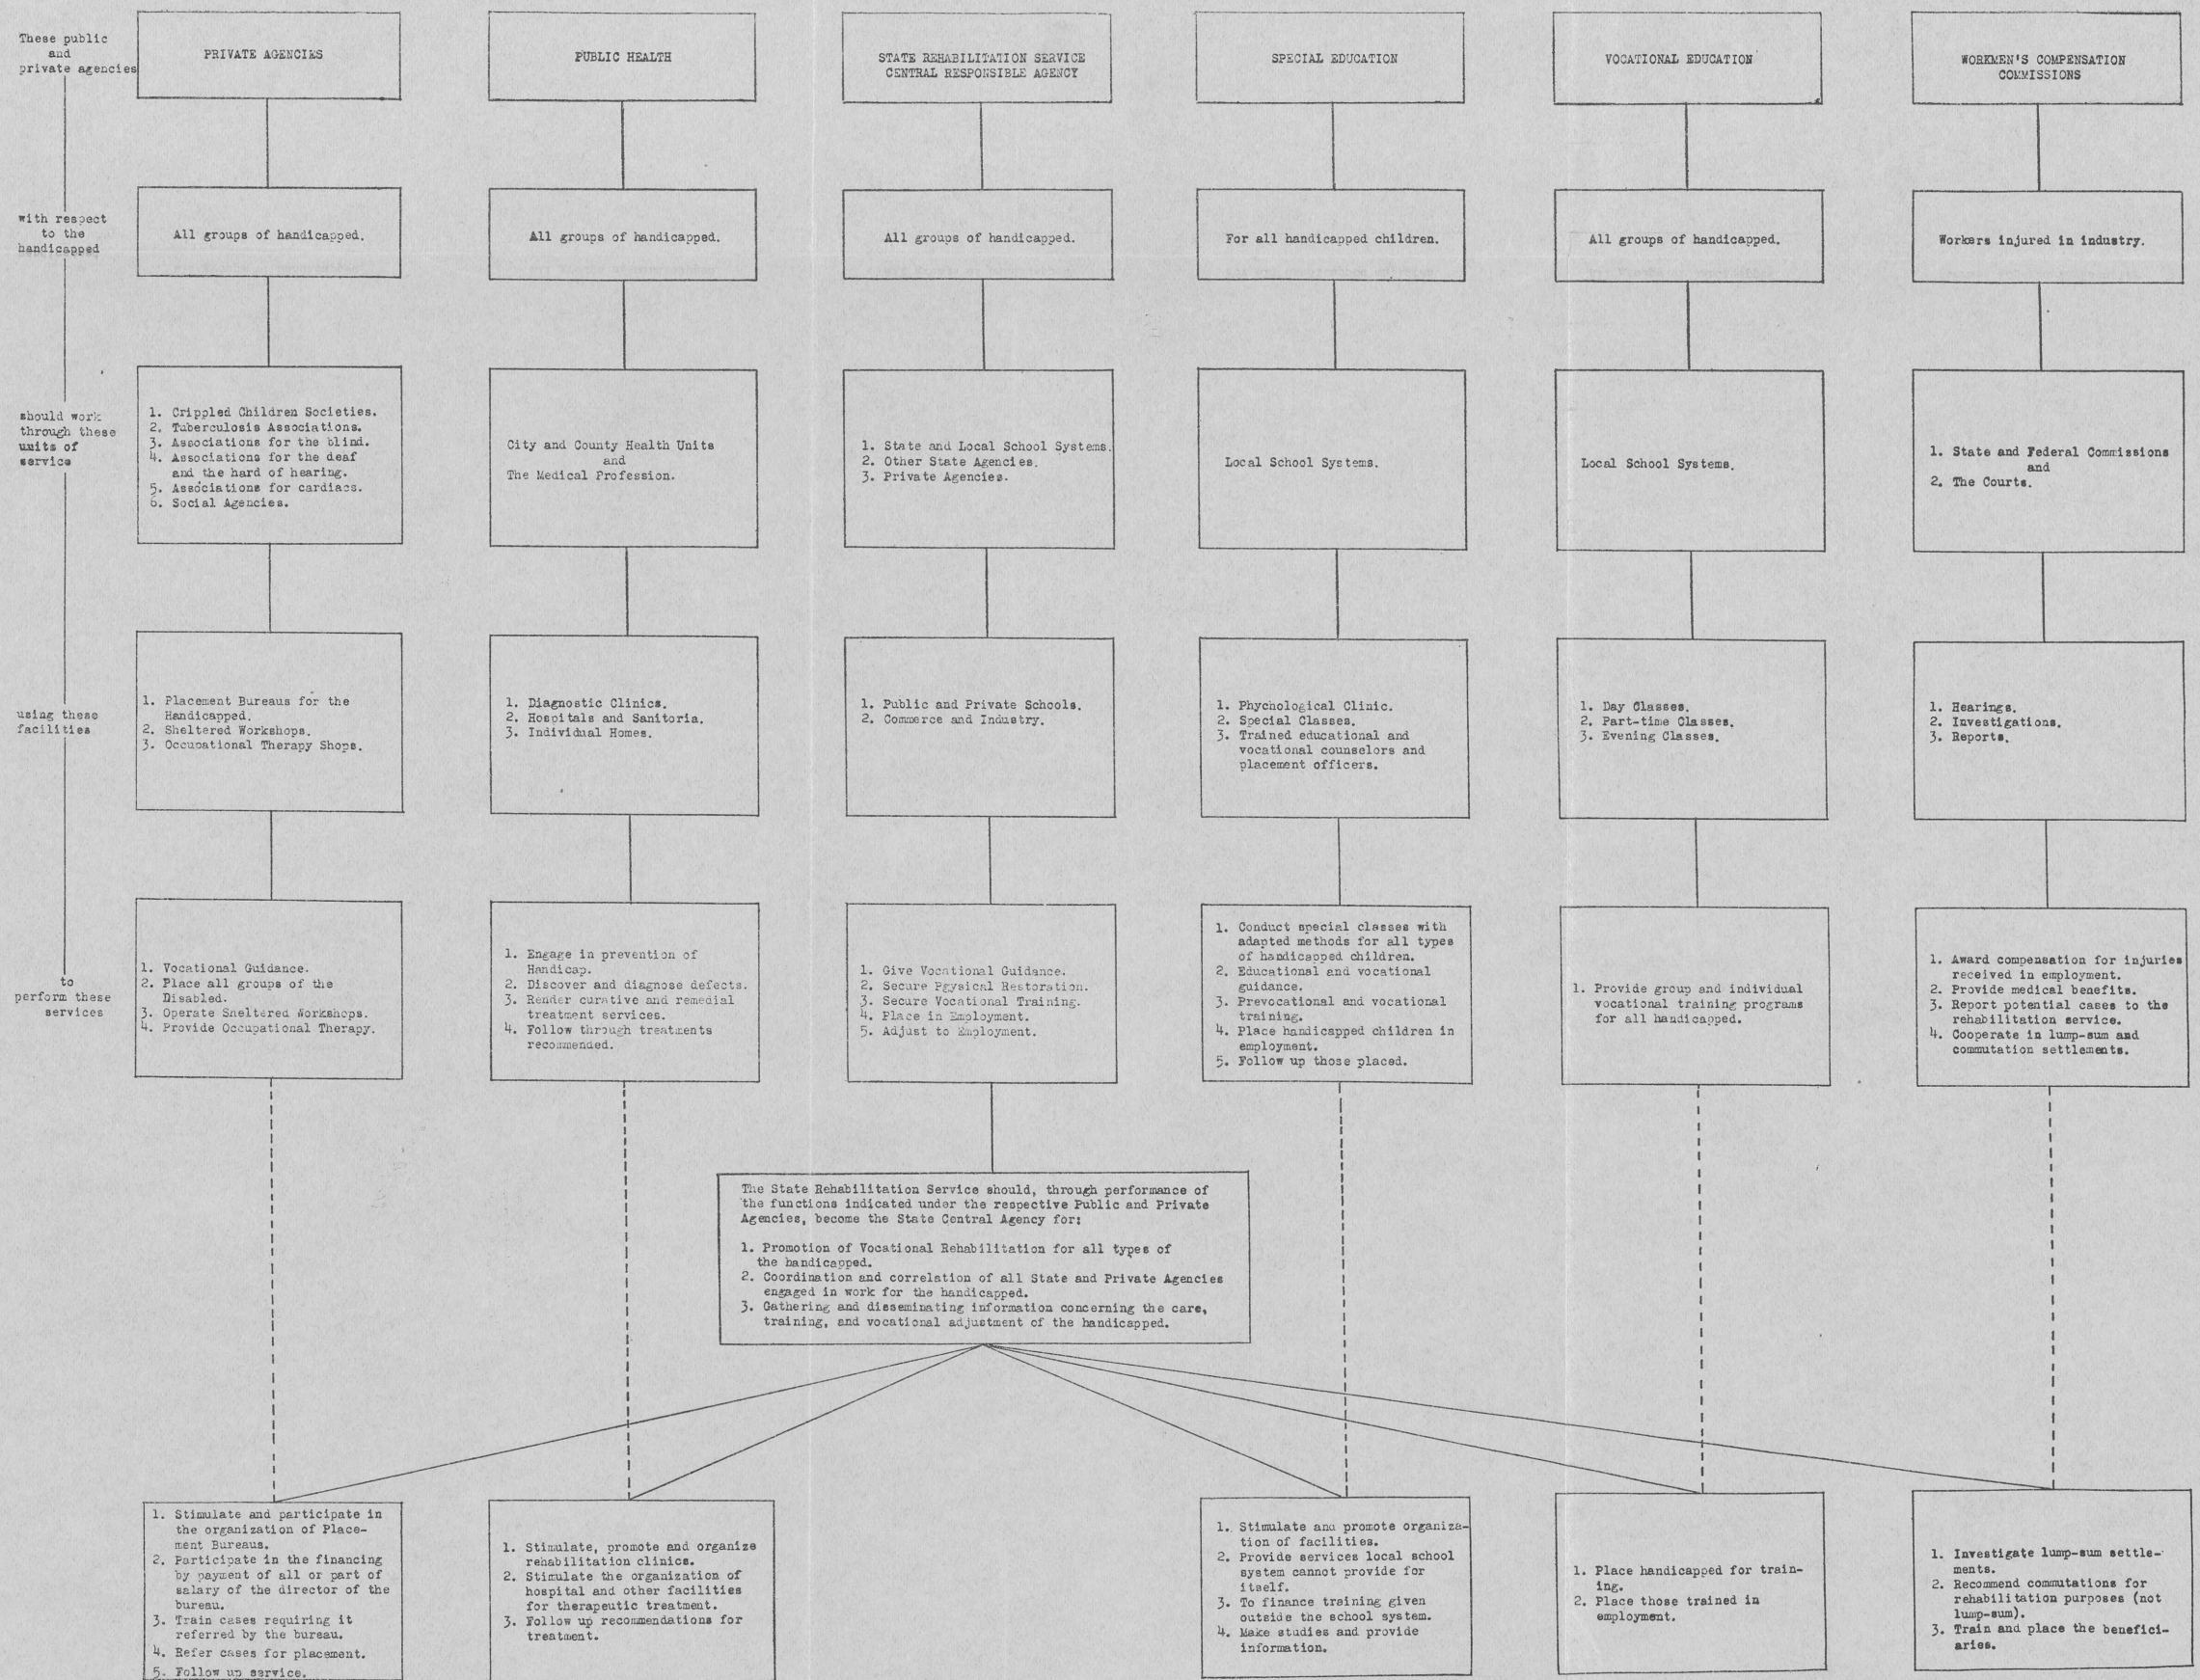 These public
and
private agencies
PRIVATE AGENCIES
PUBLIC HEALTH
STATE REHABILITATION SERVICE
CENTRAL RESPONSIBLE AGENCY
SPECIAL EDUCATION
VOCATIONAL EDUCATION
WORKMEN'S COMPENSATION
COMMISSIONS
with respect
to the
handicapped
All groups of handicapped.
All groups of handicapped.
All groups of handicapped.
For all handicapped children.
All groups of handicapped.
Workers injured in industry.
should work
through these
units of
service
1. Crippled Children Societies.
2. Tuberculosis Associations.
3. Associations for the blind.
4. Associations for the deaf
and the hard of hearing.
5. Associations for cardiacs.
6. Social Agencies.
City and County Health Units
and
The Medical Profession.
1. State and Local School Systems.
2. Other State Agencies.
3. Private Agencies.
Local School Systems.
Local School Systems.
1. State and Federal Commissions
and
2. The Courts.
using these
facilities
1. Placement Bureaus for the
Handicapped.
2. Sheltered Workshops.
3. Occupational Therapy Shops.
1. Diagnostic Clinics.
2. Hospitals and Sanitoria.
3. Individual Homes.
1. Public and Private Schools.
2. Commerce and Industry.
1. Phychological Clinic.
2. Special Classes.
3. Trained educational and
vocational counselors and
placement officers.
1. Day Classes.
2. Part-time Classes.
3. Evening Classes.
1. Hearings.
2. Investigations.
3. Reports.
to
perform these
services
1. Vocational Guidance.
2. Place all groups of the
Disabled.
3. Operate Sheltered Workshops.
4. Provide Occupational Therapy.
1. Engage in prevention of
Handicap.
2. Discover and diagnose defects.
3. Render curative and remedial
treatment services.
4. Follow through treatments
recommended.
1. Give Vocational Guidance.
2. Secure Pgysical Restoration.
3. Secure Vocational Training.
4. Place in Employment.
5. Adjust to Employment.
1. Conduct special classes with
adapted methods for all types
of handicapped children.
2. Educational and vocational
guidance.
3. Prevocational and vocational
training.
4. Place handicapped children in
employment.
5. Follow up those placed.
1. Provide group and individual
vocational training programs
for all handicapped.
1. Award compensation for injuries
received in employment.
2. Provide medical benefits.
3. Report potential cases to the
rehabilitation service.
4. Cooperate in lump-sum and
commutation settlements.
The State Rehabilitation Service should, through performance of
the functions indicated under the respective Public and Private
Agencies, become the State Central Agency for:
1. Promotion of Vocational Rehabilitation for all types of
the handicapped.
2. Coordination and correlation of all State and Private Agencies
engaged in work for the handicapped.
3. Gathering and disseminating information concerning the care,
training, and vocational adjustment of the handicapped.
1. Stimulate and participate in
the organization of Place-
ment Bureaus.
2. Participate in the financing
by payment of all or part of
salary of the director of the
bureau.
3. Train cases requiring it
referred by the bureau.
4. Refer cases for placement.
5. Follow up service.
1. Stimulate, promote and organize
rehabilitation clinics.
2. Stimulate the organization of
hospital and other facilities
for therapeutic treatment.
3. Follow up recommendations for
treatment.
1. Stimulate and promote organiza-
tion of facilities.
2. Provide services local school
system cannot provide for
itself.
3. To finance training given
outside the school system.
4. Make studies and provide
information.
1. Place handicapped for train-
ing.
2. Place those trained in
employment.
1. Investigate lump-sum settle-
ments.
2. Recommend commutations for
rehabilitation purposes (not
lump-sum).
3. Train and place the benefici-
aries.